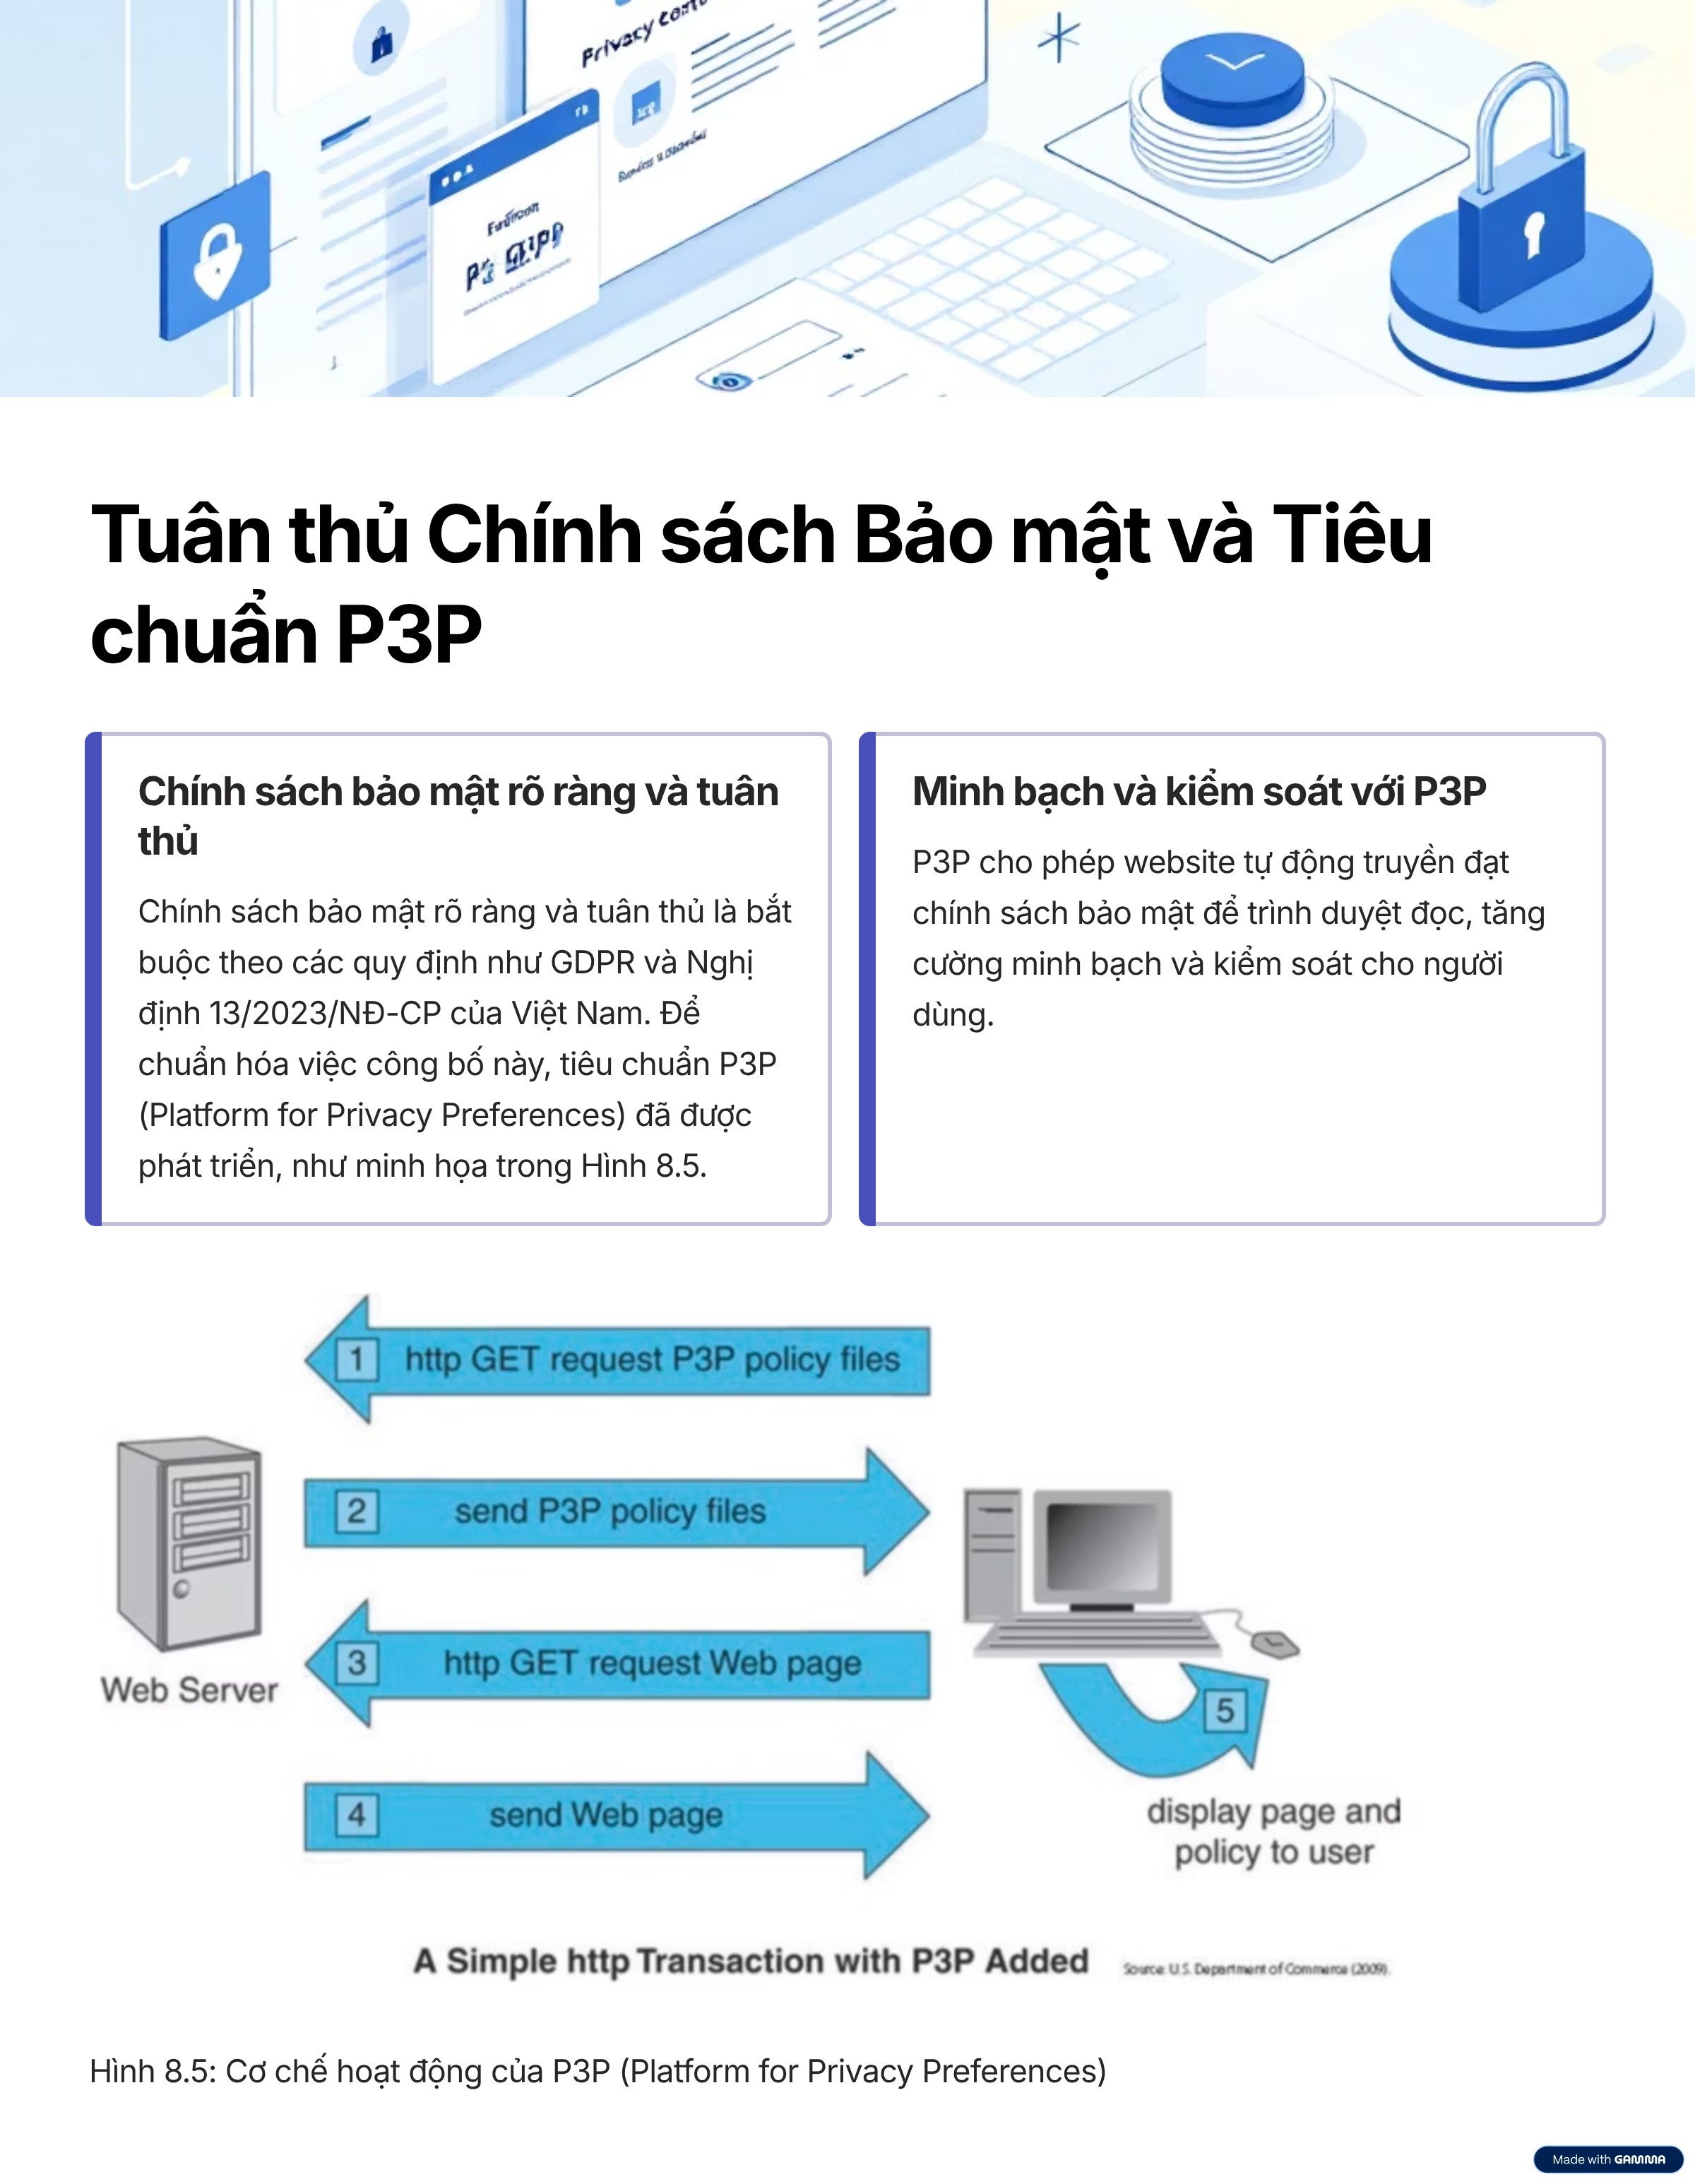 Privacy
Tuân thủ Chính sách Bảo mật và Tiêu
chuẩn P3P
Chính sách bảo mật rõ ràng và tuân
thủ
Chính sách bảo mật rõ ràng và tuân thủ là bắt
buộc theo các quy định như GDPR và Nghị
định 13/2023/NĐ-CP của Việt Nam. Để
chuẩn hóa việc công bố này, tiêu chuẩn P3P
(Platform for Privacy Preferences) đã được
phát triển, như minh họa trong Hình 8.5.
Minh bạch và kiểm soát với P3P
P3P cho phép website tự động truyền đạt
chính sách bảo mật để trình duyệt đọc, tăng
cường minh bạch và kiểm soát cho người
dùng.
1 http GET request P3P policy files
2 send P3P policy files
3 http GET request Web page
Web Server
5
4 send Web page
display page and
policy to user
A Simple http Transaction with P3P Added
Source: U.S. Department of Commerce (2009).
Hình 8.5: Cơ chế hoạt động của P3P (Platform for Privacy Preferences)
Made with GAMMA